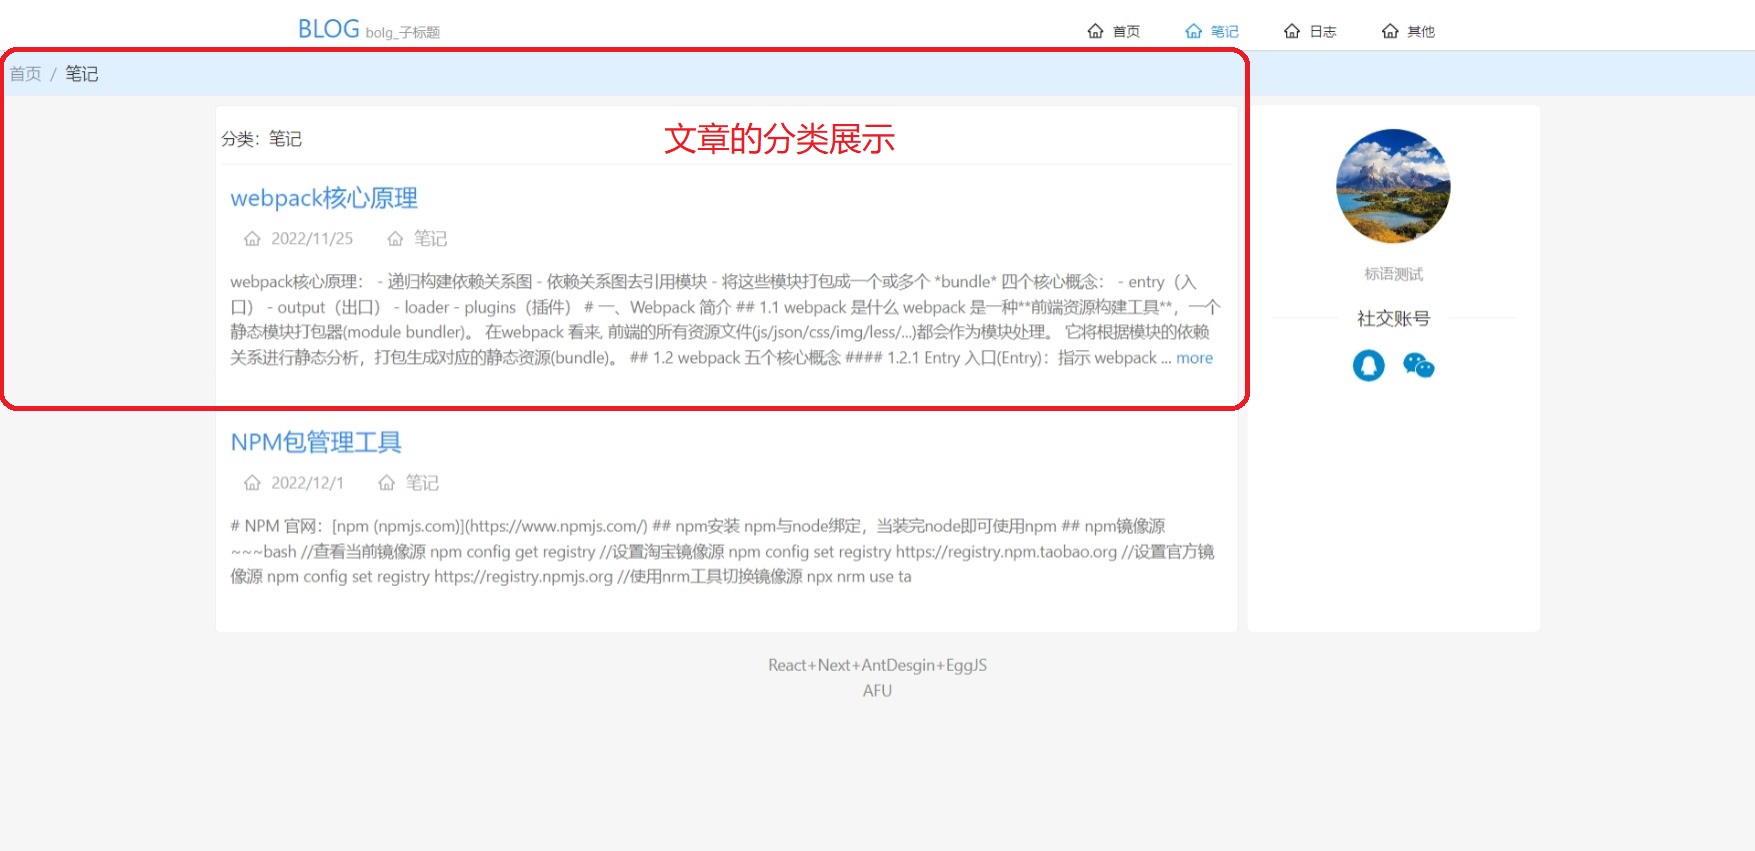 BLOG bolg_子标题
首页 笔记 日志 其他
首页 / 笔记
文章的分类展示
分类：笔记
webpack核心原理
2022/11/25 笔记
webpack核心原理： - 递归构建依赖关系图 - 依赖关系图去引用模块 - 将这些模块打包成一个或多个 *bundle* 四个核心概念： - entry（入
口） - output（出口） - loader - plugins（插件） # 一、Webpack 简介 ## 1.1 webpack 是什么 webpack 是一种**前端资源构建工具**，一个
静态模块打包器(module bundler)。 在webpack 看来, 前端的所有资源文件(js/json/css/img/less/...)都会作为模块处理。 它将根据模块的依赖
关系进行静态分析，打包生成对应的静态资源(bundle)。 ## 1.2 webpack 五个核心概念 #### 1.2.1 Entry 入口(Entry)：指示 webpack ... more
NPM包管理工具
2022/12/1 笔记
# NPM 官网：[npm (npmjs.com)](https://www.npmjs.com/) ## npm安装 npm与node绑定，当装完node即可使用npm ## npm镜像源
~~~bash //查看当前镜像源 npm config get registry //设置淘宝镜像源 npm config set registry https://registry.npm.taobao.org //设置官方镜
像源 npm config set registry https://registry.npmjs.org //使用nrm工具切换镜像源 npx nrm use ta
标语测试
社交账号
React+Next+AntDesgin+EggJS
AFU